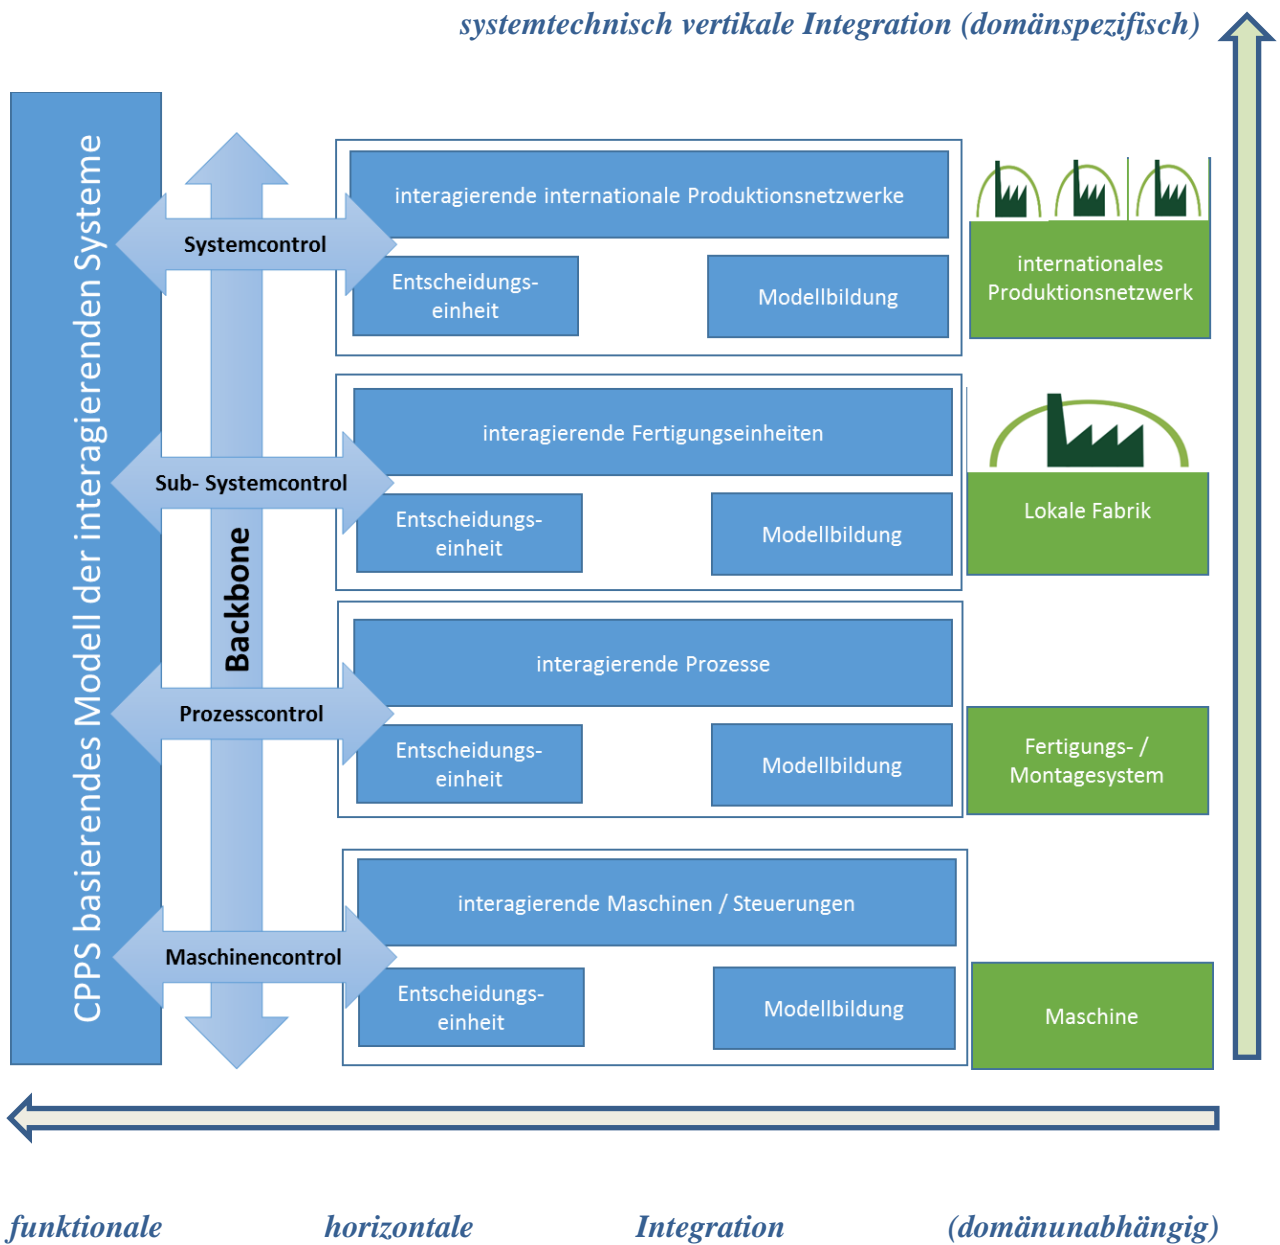 systemtechnisch vertikale Integration (domänspezifisch)
CPPS basierendes Modell der interagierenden Systeme
Backbone
Systemcontrol
interagierende internationale Produktionsnetzwerke
Entscheidungs-
einheit
Modellbildung
internationales
Produktionsnetzwerk
Sub- Systemcontrol
interagierende Fertigungseinheiten
Entscheidungs-
einheit
Modellbildung
Lokale Fabrik
Prozesscontrol
interagierende Prozesse
Entscheidungs-
einheit
Modellbildung
Fertigungs- /
Montagesystem
Maschinencontrol
interagierende Maschinen / Steuerungen
Entscheidungs-
einheit
Modellbildung
Maschine
funktionale horizontale Integration (domänunabhängig)